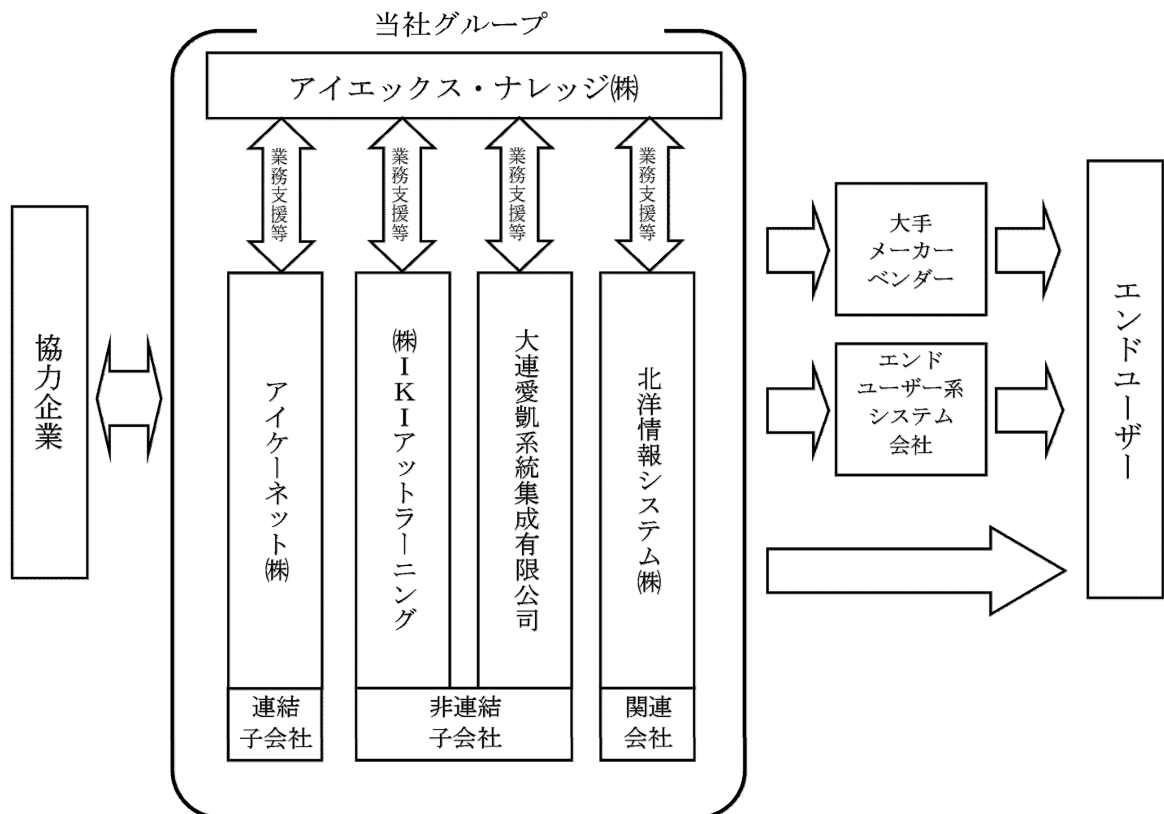 当社グループ
アイエックス・ナレッジ㈱
業務支援等
業務支援等
業務支援等
業務支援等
協力企業
アイケーネット㈱
㈱IKIアットラーニング
大連愛凱系統集成有限公司
北洋情報システム㈱
連結
子会社
非連結
子会社
関連
会社
大手
メーカー
ベンダー
エンド
ユーザー系
システム
会社
エンドユーザー